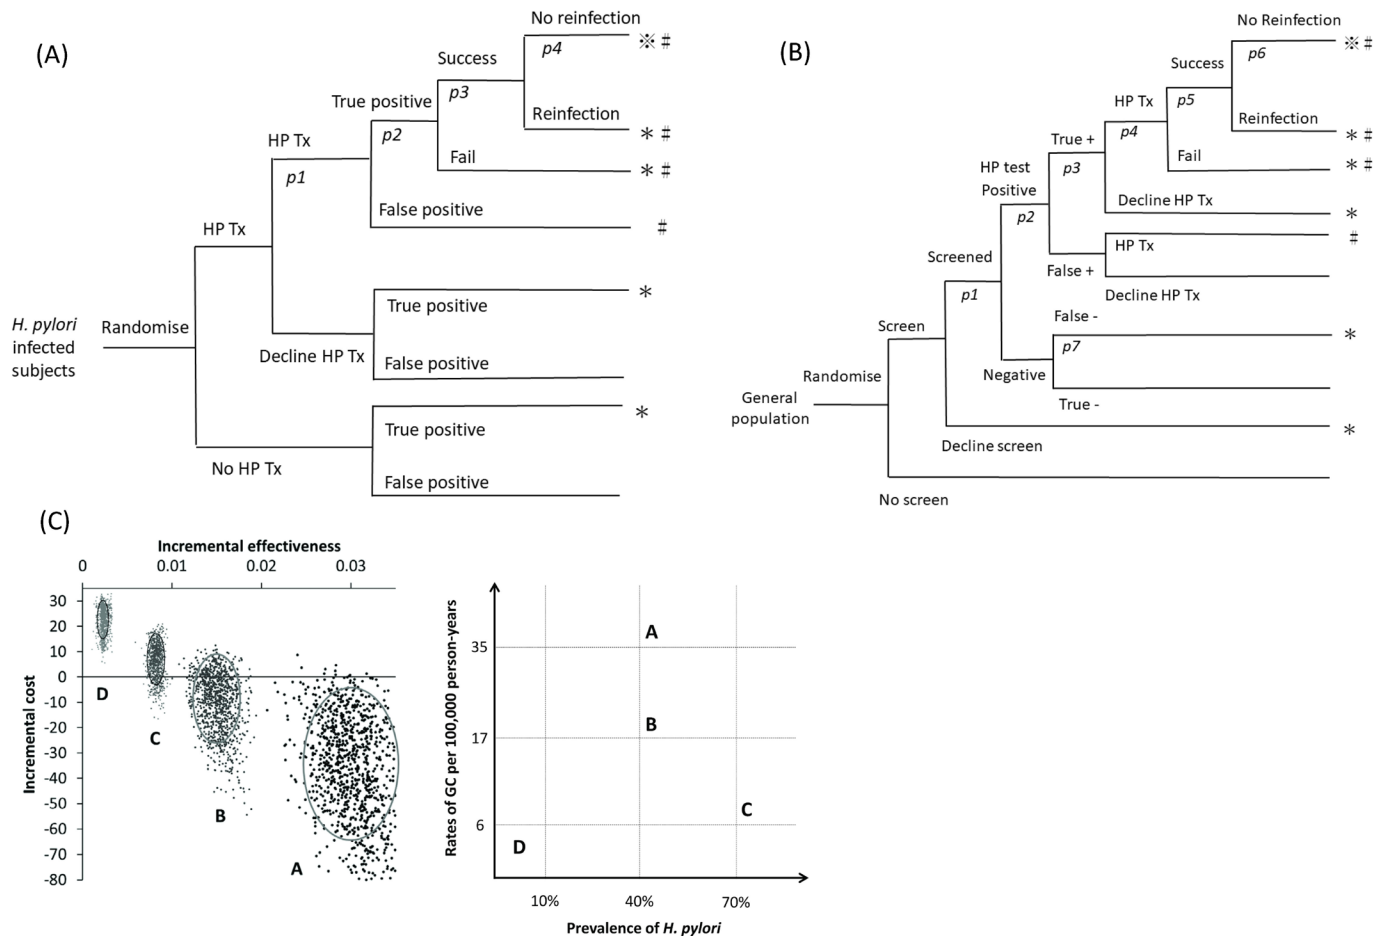 (A)
No reinfection
p4
※ #
Success
p3
Reinfection
* #
True positive
p2
Fail
* #
HP Tx
p1
False positive
#
HP Tx
True positive
*
H. pylori
infected
subjects
Randomise
Decline HP Tx
False positive
*
True positive
No HP Tx
False positive
(B)
No Reinfection
p6
※ #
Success
p5
Reinfection
* #
HP Tx
p4
Fail
* #
True +
p3
Decline HP Tx
*
HP test
Positive
p2
HP Tx
#
False +
Decline HP Tx
Screened
p1
False -
p7
*
Screen
Negative
True -
Randomise
General
population
Decline screen
*
No screen
(C)
Incremental effectiveness
0 0.01 0.02 0.03
Incremental cost
30
20
10
0
-10
-20
-30
-40
-50
-60
-70
-80
D
C
B
A
Rates of GC per 100,000 person-years
35
17
6
A
B
C
D
10% 40% 70%
Prevalence of H. pylori